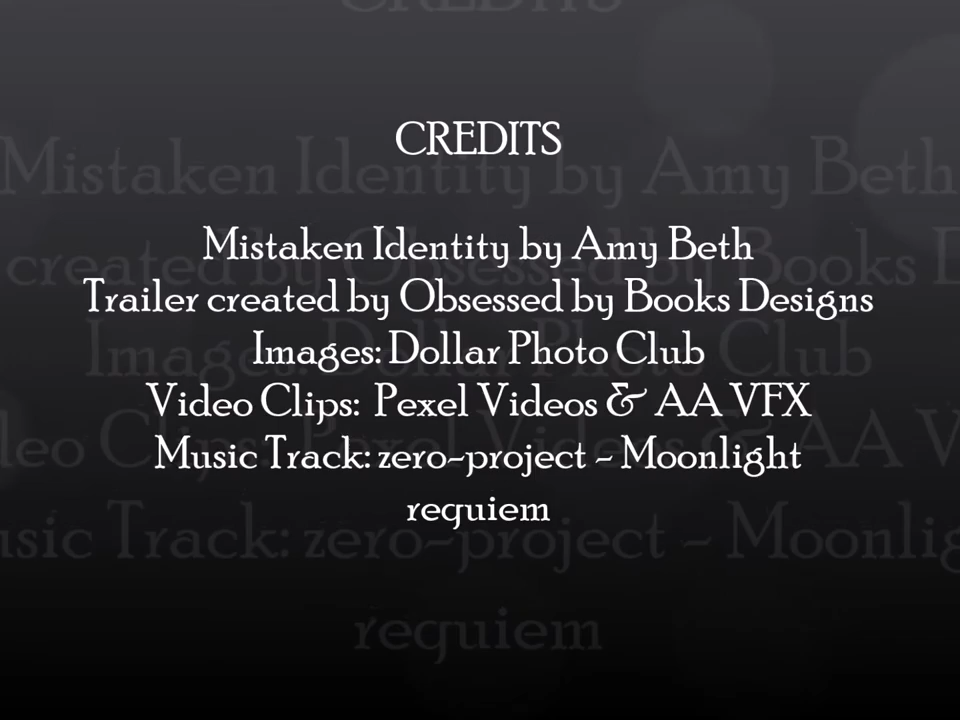 CREDITS
Mistaken Identity by Amy Beth
Trailer created by Obsessed by Books Designs
Images: Dollar Photo Club
Video Clips:  Pexel Videos & AA VFX
Music Track: zero-project - Moonlight
requiem